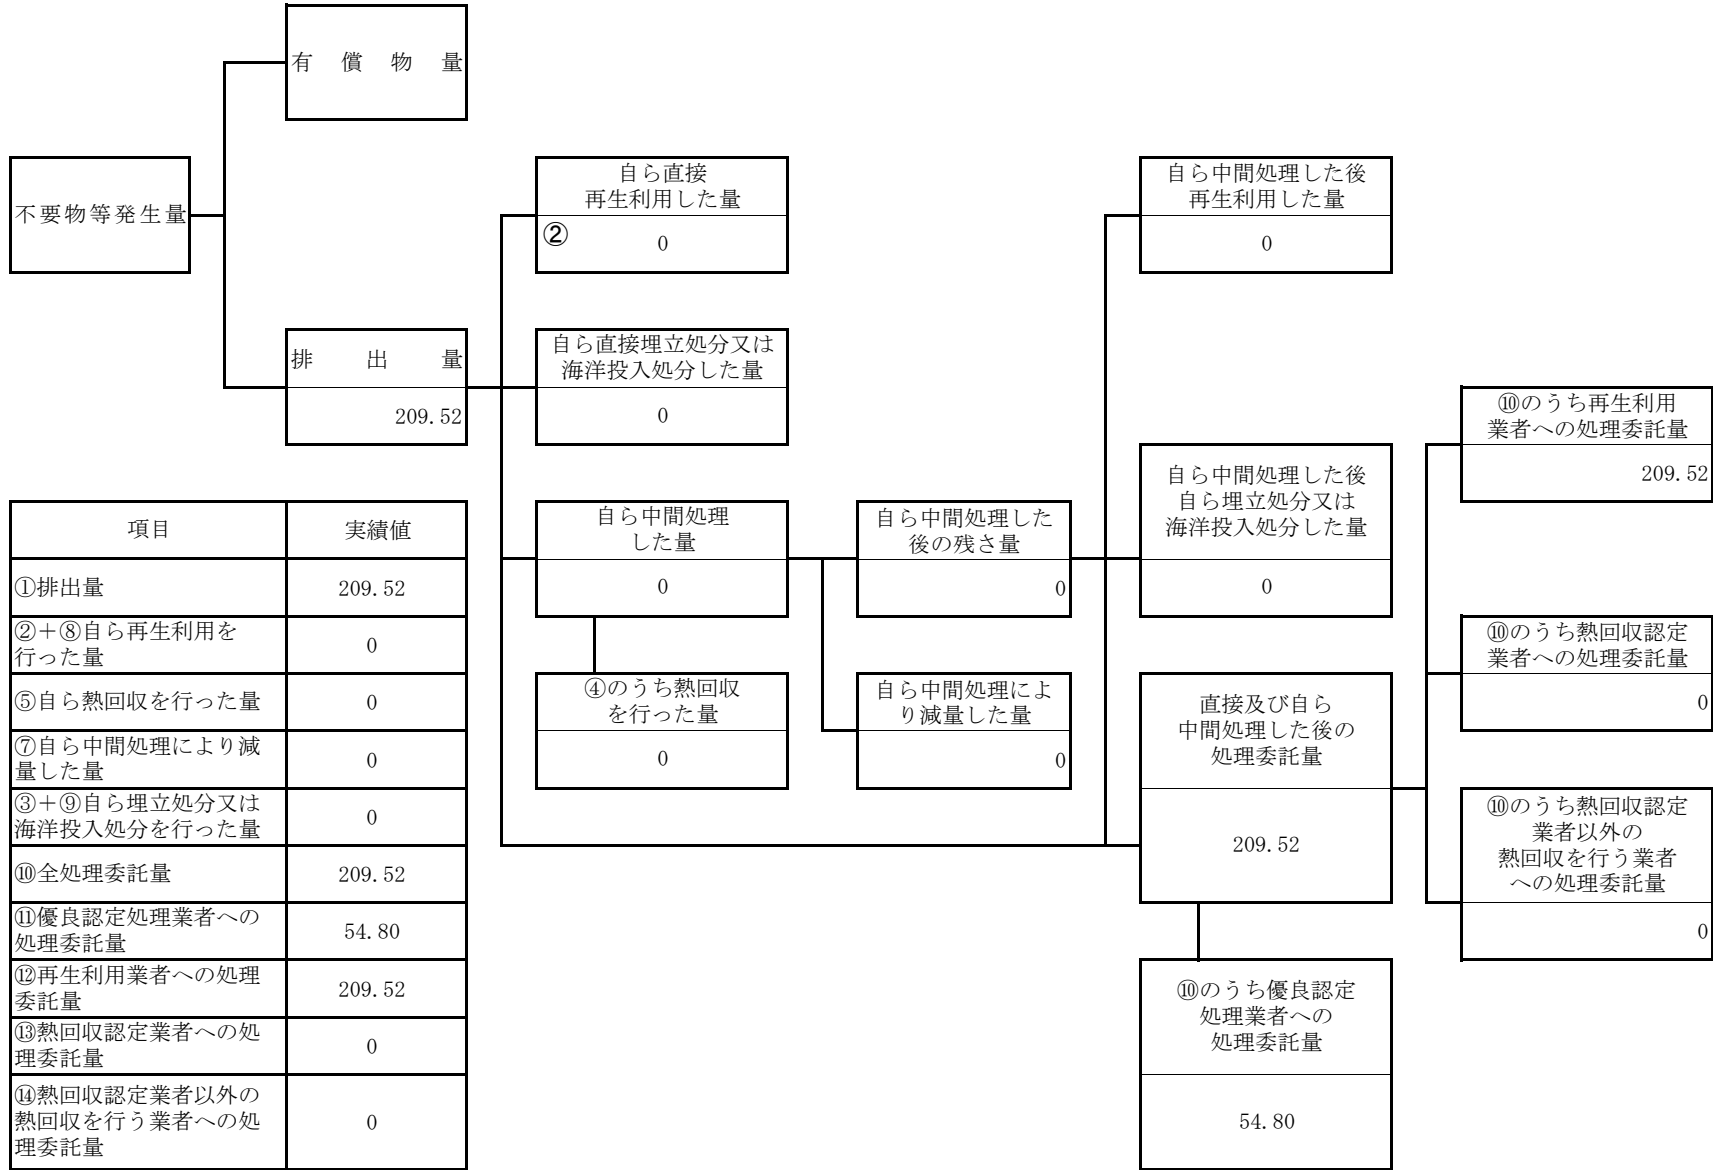 有償物量
不要物等発生量
自ら直接
再生利用した量
②
0
自ら中間処理した後
再生利用した量
0
排出量
209.52
自ら直接埋立処分又は
海洋投入処分した量
0
⑩のうち再生利用
業者への処理委託量
209.52
自ら中間処理
した量
0
自ら中間処理した
後の残さ量
0
自ら中間処理した後
自ら埋立処分又は
海洋投入処分した量
0
⑩のうち熱回収認定
業者への処理委託量
0
④のうち熱回収
を行った量
0
自ら中間処理によ
り減量した量
0
直接及び自ら
中間処理した後の
処理委託量
209.52
⑩のうち熱回収認定
業者以外の
熱回収を行う業者
への処理委託量
0
⑩のうち優良認定
処理業者への
処理委託量
54.80
項目 実績値
①排出量 209.52
②＋⑧自ら再生利用を
行った量 0
⑤自ら熱回収を行った量 0
⑦自ら中間処理により減
量した量 0
③＋⑨自ら埋立処分又は
海洋投入処分を行った量 0
⑩全処理委託量 209.52
⑪優良認定処理業者への
処理委託量 54.80
⑫再生利用業者への処理
委託量 209.52
⑬熱回収認定業者への処
理委託量 0
⑭熱回収認定業者以外の
熱回収を行う業者への処
理委託量 0